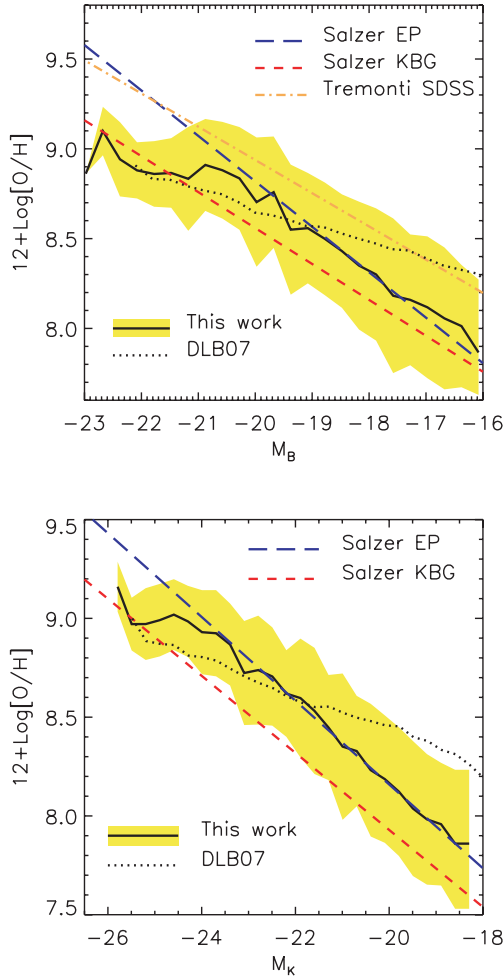 Salzer EP
Salzer KBG
Tremonti SDSS
9.5
9.0
8.5
8.0
12+Log[O/H]
This work
DLB07
−23 −22 −21 −20 −19 −18 −17 −16
M_B
Salzer EP
Salzer KBG
9.5
9.0
8.5
8.0
7.5
12+Log[O/H]
This work
DLB07
−26 −24 −22 −20 −18
M_K